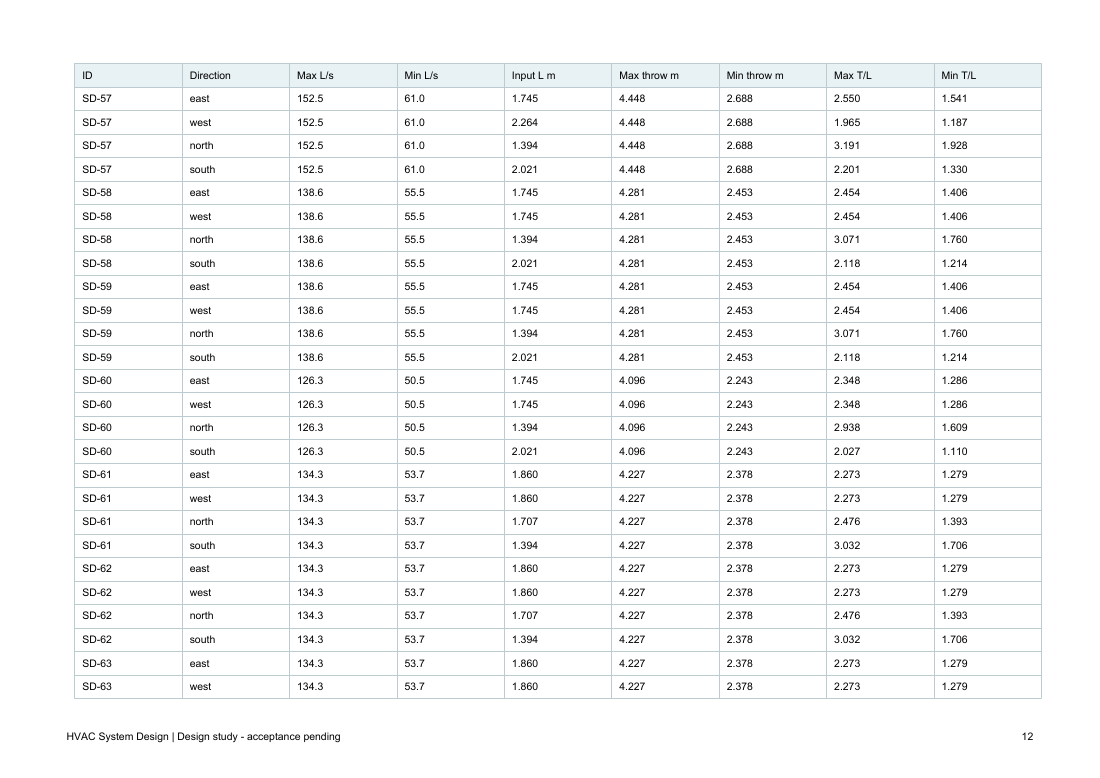 ID Direction Max L/s Min L/s Input L m Max throw m Min throw m Max T/L Min T/L
SD-57 east 152.5 61.0 1.745 4.448 2.688 2.550 1.541
SD-57 west 152.5 61.0 2.264 4.448 2.688 1.965 1.187
SD-57 north 152.5 61.0 1.394 4.448 2.688 3.191 1.928
SD-57 south 152.5 61.0 2.021 4.448 2.688 2.201 1.330
SD-58 east 138.6 55.5 1.745 4.281 2.453 2.454 1.406
SD-58 west 138.6 55.5 1.745 4.281 2.453 2.454 1.406
SD-58 north 138.6 55.5 1.394 4.281 2.453 3.071 1.760
SD-58 south 138.6 55.5 2.021 4.281 2.453 2.118 1.214
SD-59 east 138.6 55.5 1.745 4.281 2.453 2.454 1.406
SD-59 west 138.6 55.5 1.745 4.281 2.453 2.454 1.406
SD-59 north 138.6 55.5 1.394 4.281 2.453 3.071 1.760
SD-59 south 138.6 55.5 2.021 4.281 2.453 2.118 1.214
SD-60 east 126.3 50.5 1.745 4.096 2.243 2.348 1.286
SD-60 west 126.3 50.5 1.745 4.096 2.243 2.348 1.286
SD-60 north 126.3 50.5 1.394 4.096 2.243 2.938 1.609
SD-60 south 126.3 50.5 2.021 4.096 2.243 2.027 1.110
SD-61 east 134.3 53.7 1.860 4.227 2.378 2.273 1.279
SD-61 west 134.3 53.7 1.860 4.227 2.378 2.273 1.279
SD-61 north 134.3 53.7 1.707 4.227 2.378 2.476 1.393
SD-61 south 134.3 53.7 1.394 4.227 2.378 3.032 1.706
SD-62 east 134.3 53.7 1.860 4.227 2.378 2.273 1.279
SD-62 west 134.3 53.7 1.860 4.227 2.378 2.273 1.279
SD-62 north 134.3 53.7 1.707 4.227 2.378 2.476 1.393
SD-62 south 134.3 53.7 1.394 4.227 2.378 3.032 1.706
SD-63 east 134.3 53.7 1.860 4.227 2.378 2.273 1.279
SD-63 west 134.3 53.7 1.860 4.227 2.378 2.273 1.279
HVAC System Design | Design study - acceptance pending 12